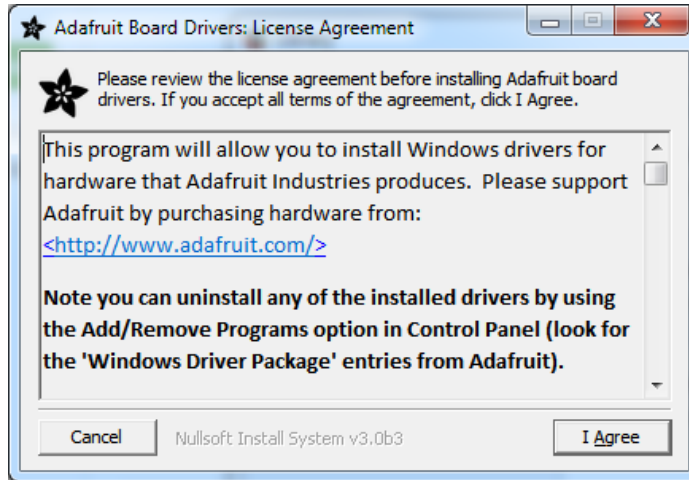 Adafruit Board Drivers: License Agreement
Please review the license agreement before installing Adafruit board
drivers. If you accept all terms of the agreement, click I Agree.
This program will allow you to install Windows drivers for
hardware that Adafruit Industries produces.  Please support
Adafruit by purchasing hardware from:
<http://www.adafruit.com/>
Note you can uninstall any of the installed drivers by using
the Add/Remove Programs option in Control Panel (look for
the 'Windows Driver Package' entries from Adafruit).
Cancel Nullsoft Install System v3.0b3 I Agree